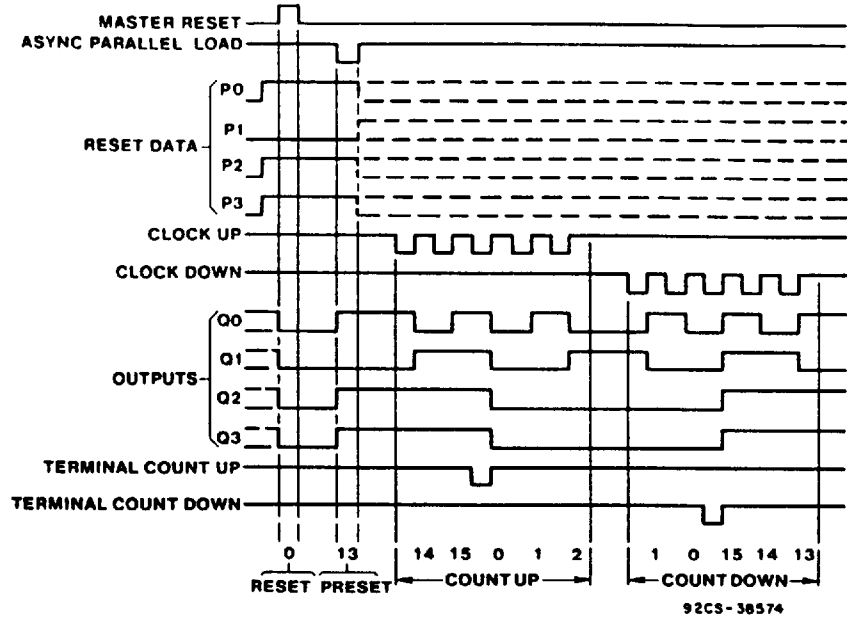 MASTER RESET
ASYNC PARALLEL LOAD
P0
P1
RESET DATA
P2
P3
CLOCK UP
CLOCK DOWN
Q0
Q1
OUTPUTS
Q2
Q3
TERMINAL COUNT UP
TERMINAL COUNT DOWN
0 13 14 15 0 1 2 1 0 15 14 13
RESET PRESET COUNT UP COUNT DOWN
92CS-38574